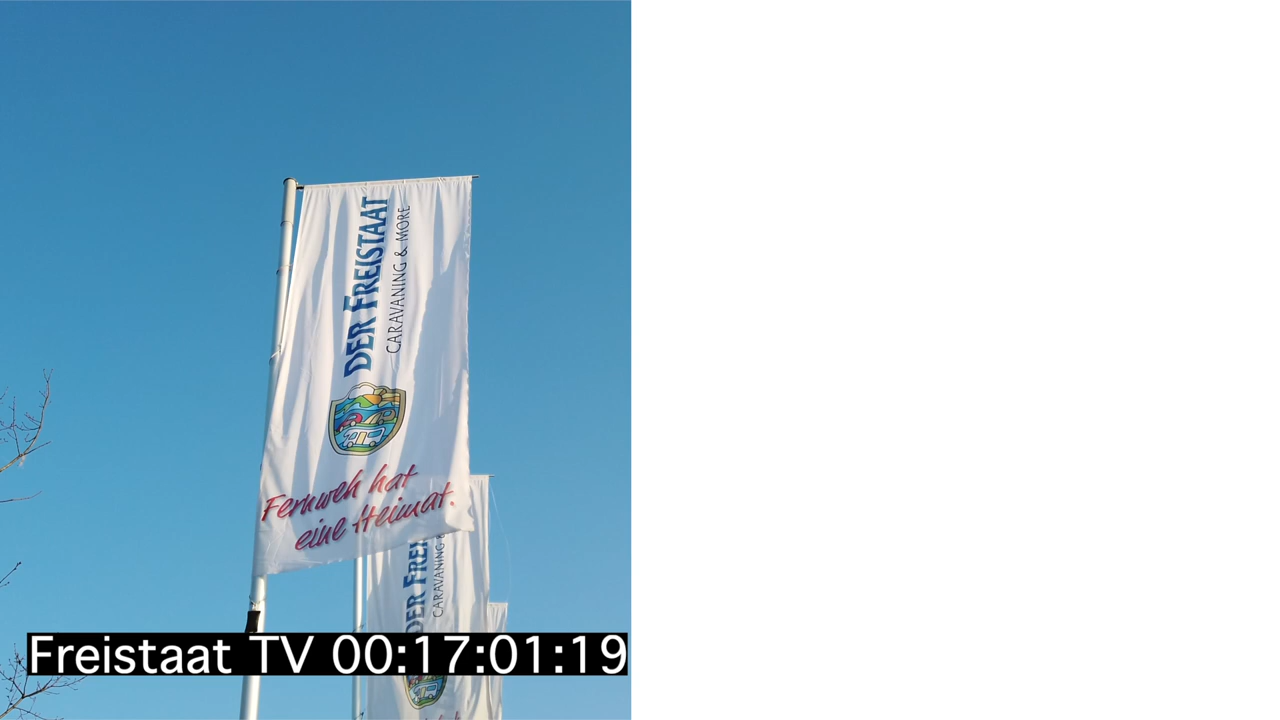 DER FREISTAAT
CARAVANING & MORE
Fernweh hat
eine Heimat.
DER FREI
CARAVANING &
Freistaat TV 00:17:01:19